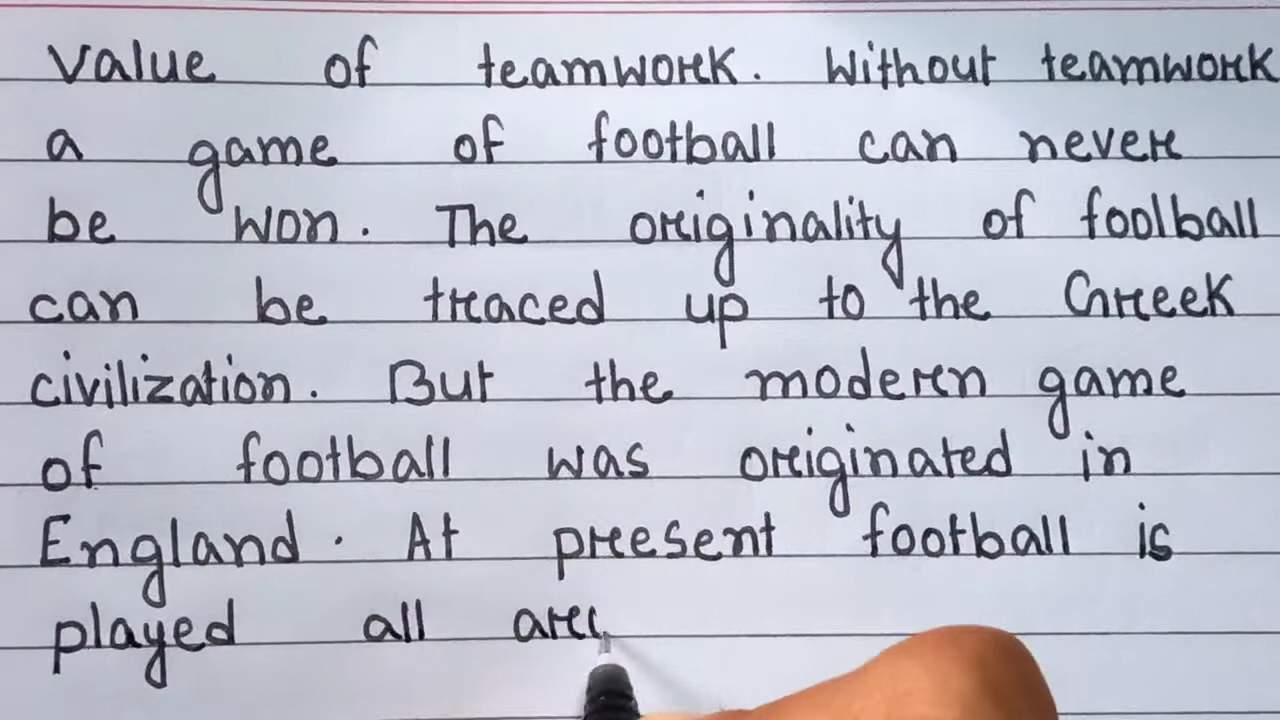 value of teamwork. Without teamwork
a game of football can never
be won. The originality of foolball
can be traced up to the Greek
civilization. But the modern game
of football was originated in
England. At present football is
played all